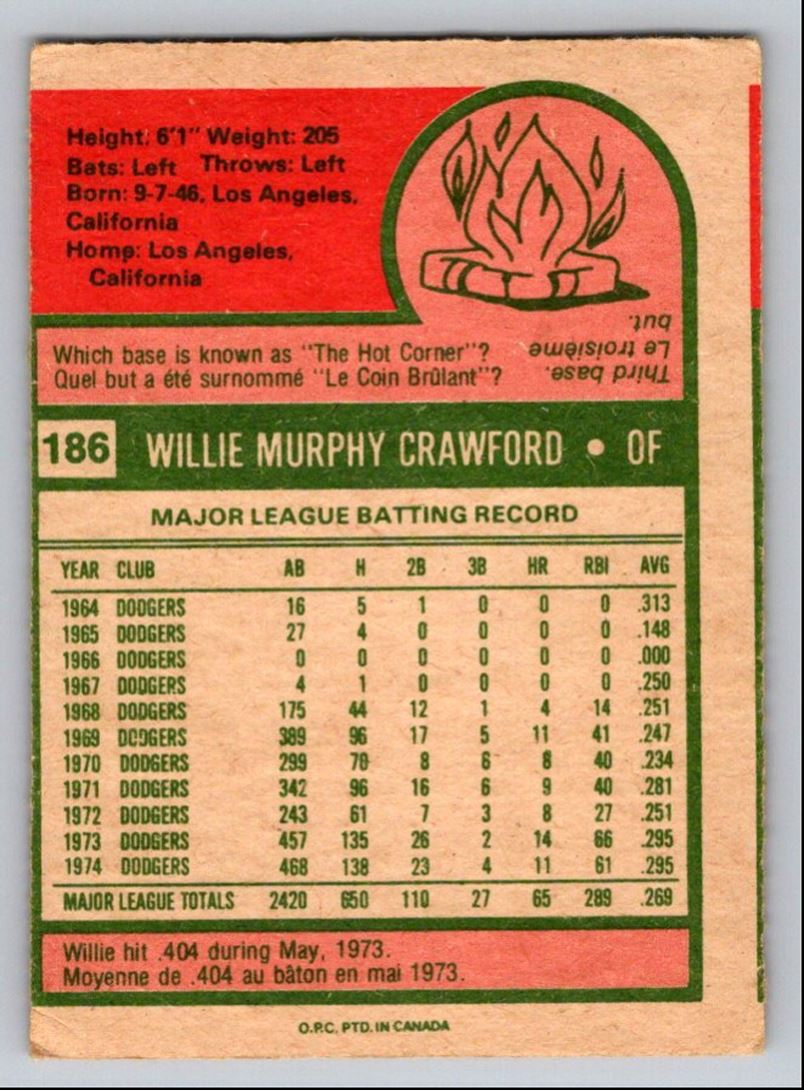 Height: 6'1" Weight: 205
Bats: Left Throws: Left
Born: 9-7-46, Los Angeles,
California
Home: Los Angeles,
California
Which base is known as "The Hot Corner"?
Quel but a été surnommé "Le Coin Brûlant"?
Third base.
Le troisième
but.
186 WILLIE MURPHY CRAWFORD • OF
MAJOR LEAGUE BATTING RECORD
YEAR CLUB AB H 2B 3B HR RBI AVG
1964 DODGERS 16 5 1 0 0 0 .313
1965 DODGERS 27 4 0 0 0 0 .148
1966 DODGERS 0 0 0 0 0 0 .000
1967 DODGERS 4 1 0 0 0 0 .250
1968 DODGERS 175 44 12 1 4 14 .251
1969 DODGERS 389 96 17 5 11 41 .247
1970 DODGERS 299 70 8 6 8 40 .234
1971 DODGERS 342 96 16 6 9 40 .281
1972 DODGERS 243 61 7 3 8 27 .251
1973 DODGERS 457 135 26 2 14 66 .295
1974 DODGERS 468 138 23 4 11 61 .295
MAJOR LEAGUE TOTALS 2420 650 110 27 65 289 .269
Willie hit .404 during May, 1973.
Moyenne de .404 au bâton en mai 1973.
O.P.C. PTD. IN CANADA